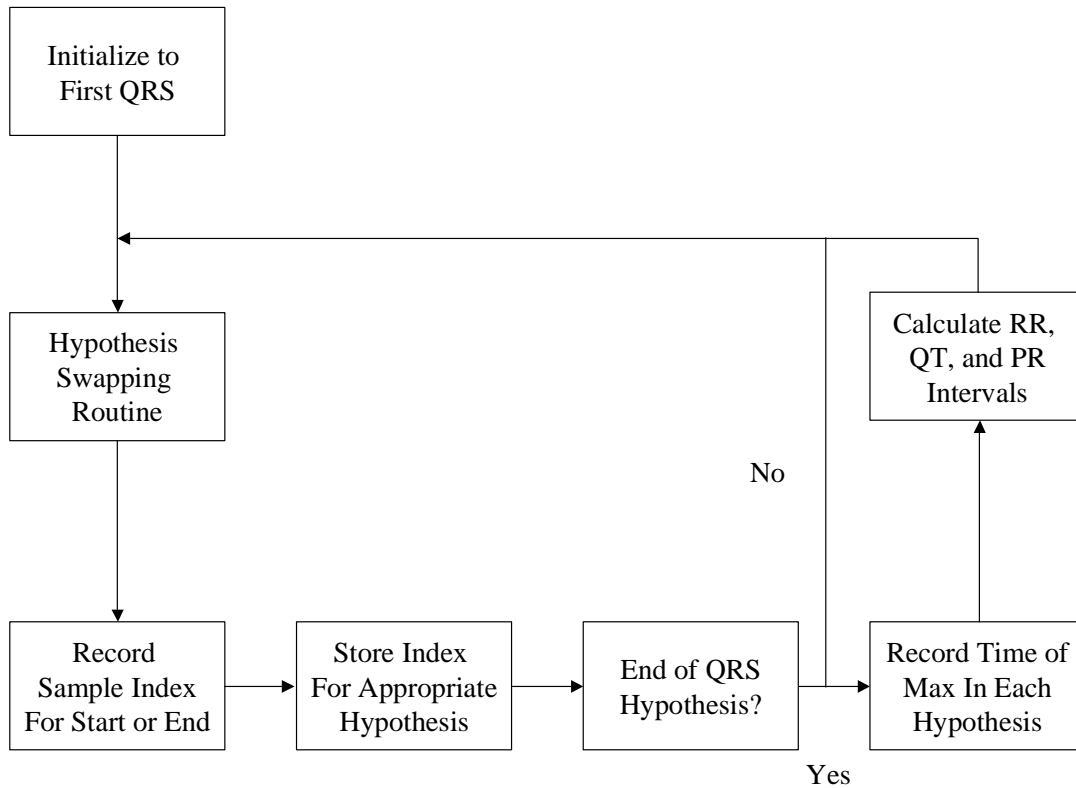 Initialize to
First QRS
Hypothesis
Swapping
Routine
Calculate RR,
QT, and PR
Intervals
No
Record
Sample Index
For Start or End
Store Index
For Appropriate
Hypothesis
End of QRS
Hypothesis?
Record Time of
Max In Each
Hypothesis
Yes